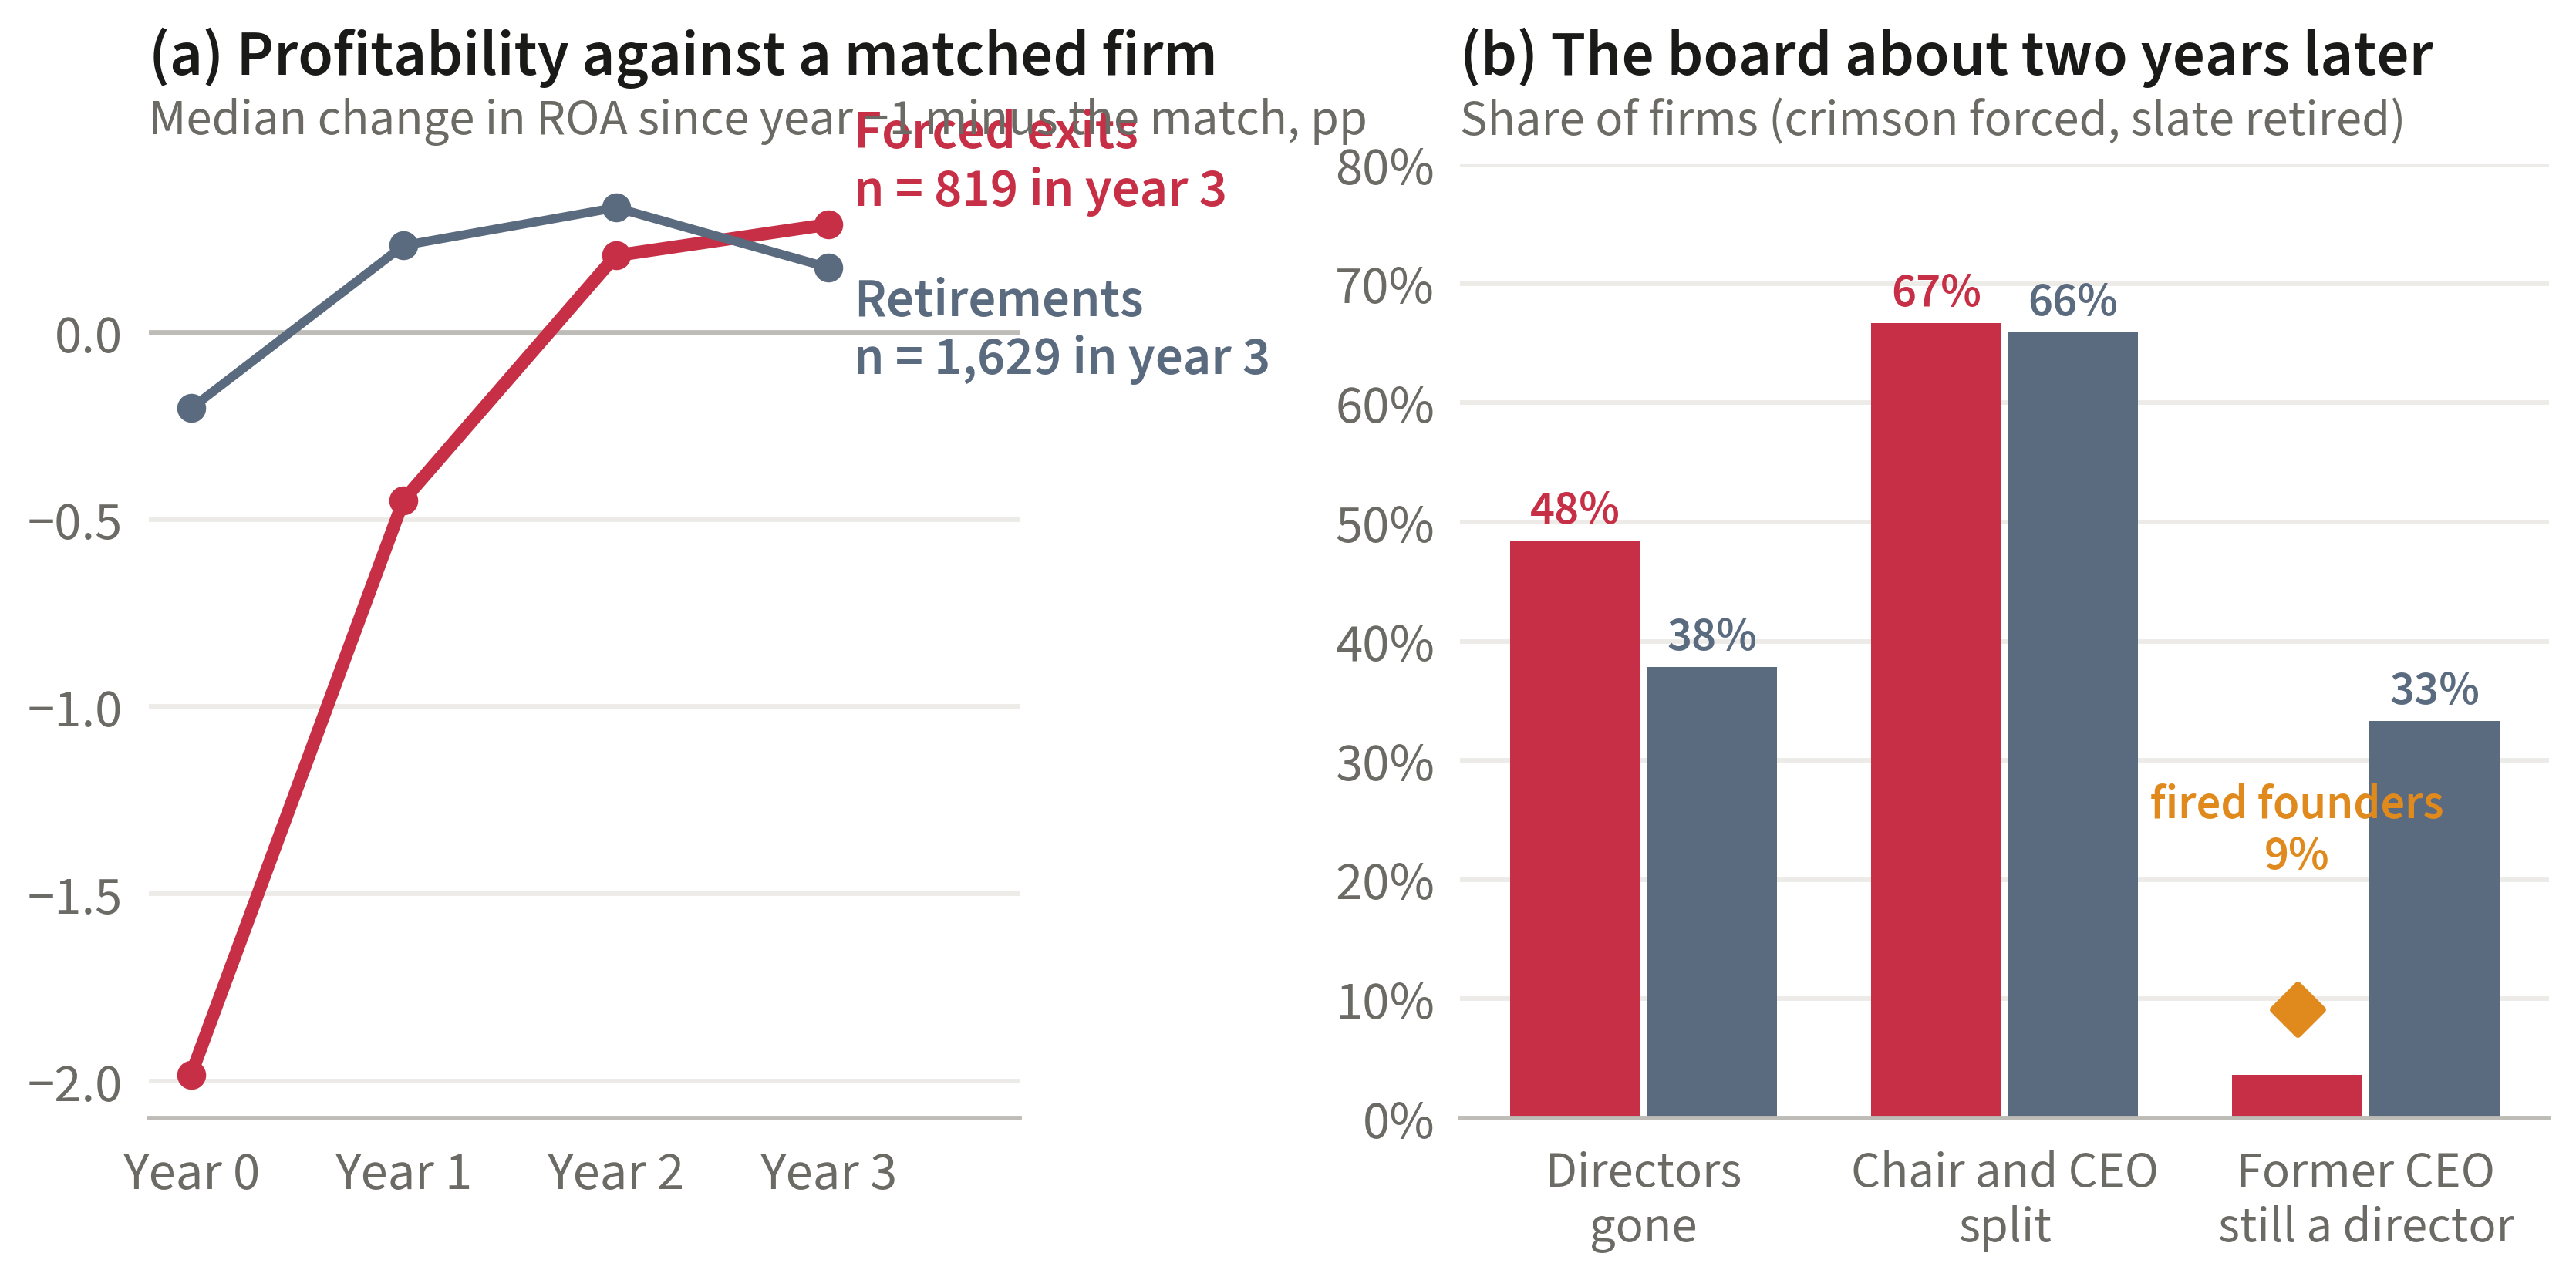 (a) Profitability against a matched firm
Median change in ROA since year −1 minus the match, pp
Forced exits
n = 819 in year 3
Retirements
n = 1,629 in year 3
0.0
−0.5
−1.0
−1.5
−2.0
Year 0
Year 1
Year 2
Year 3
(b) The board about two years later
Share of firms (crimson forced, slate retired)
80%
70%
60%
50%
40%
30%
20%
10%
0%
48%
38%
67%
66%
33%
fired founders
9%
Directors
gone
Chair and CEO
split
Former CEO
still a director